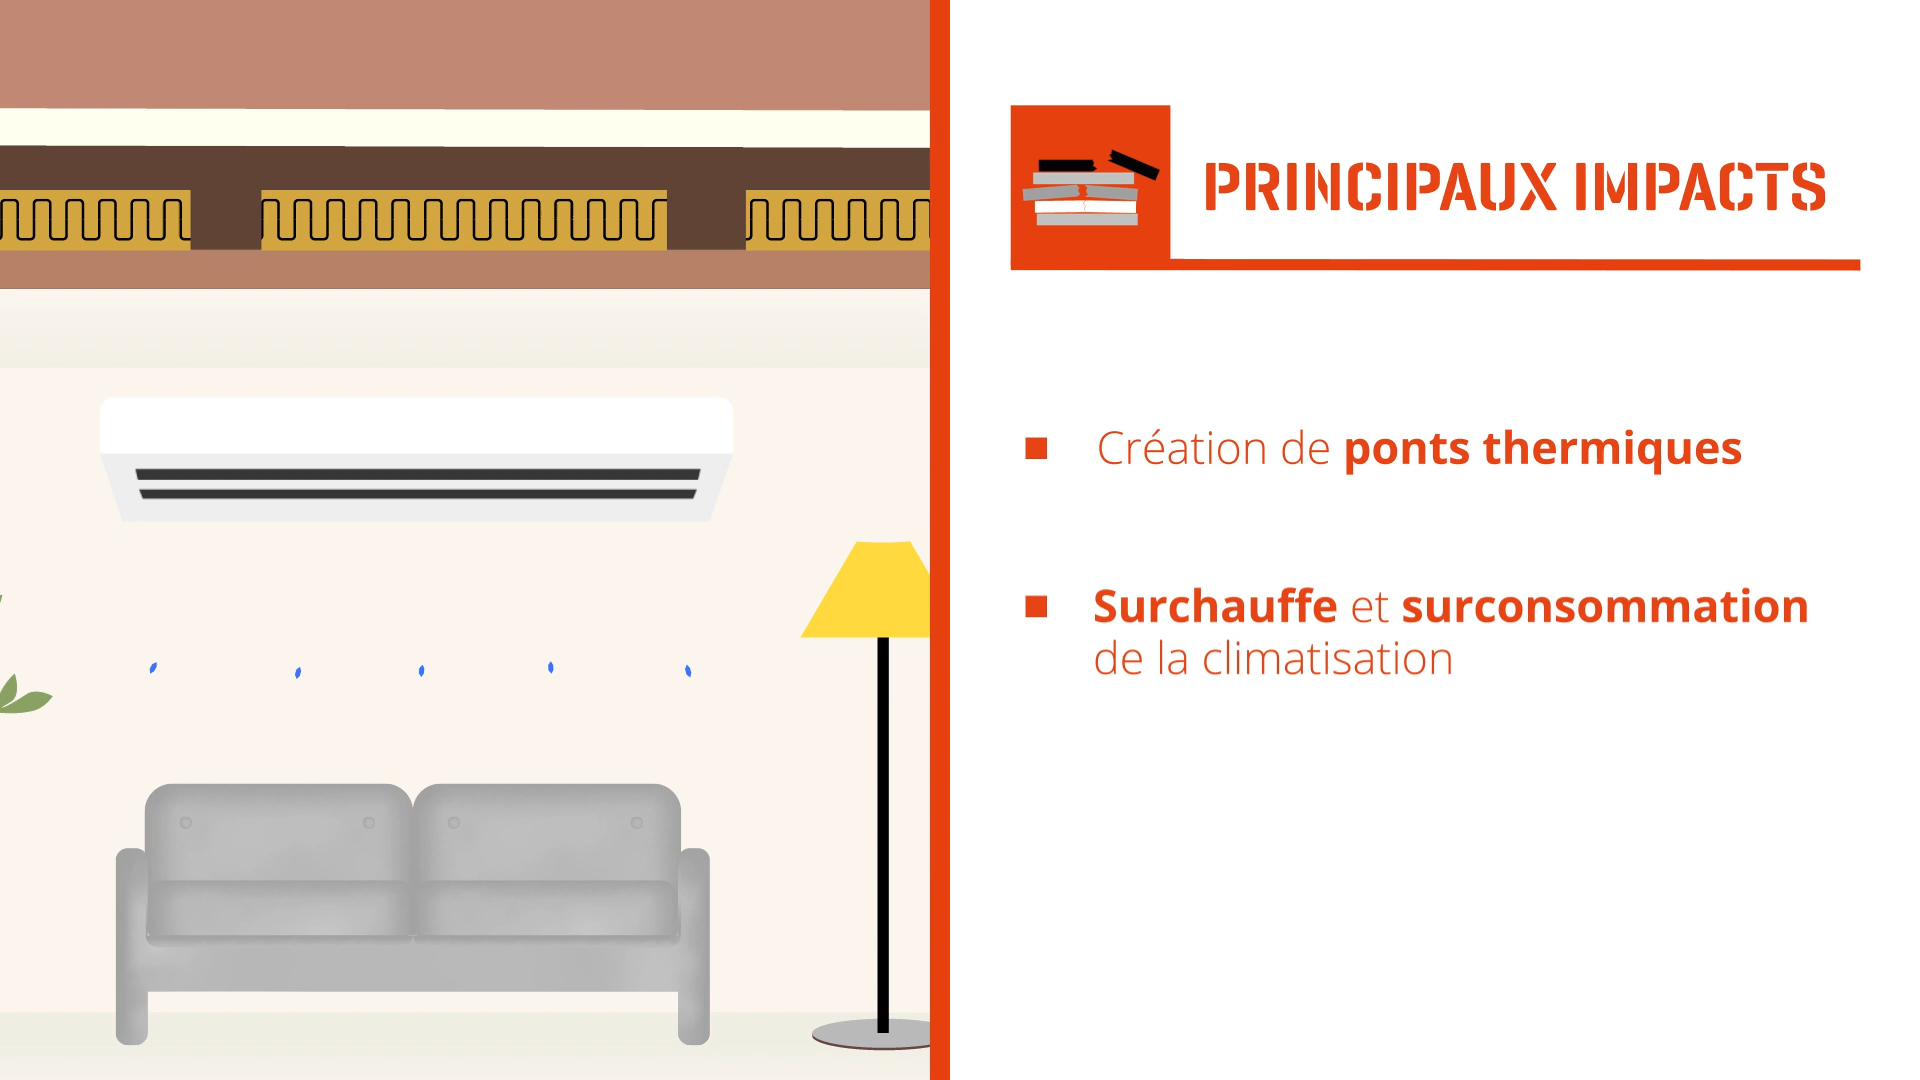 PRINCIPAUX IMPACTS
Création de ponts thermiques
Surchauffe et surconsommation
de la climatisation